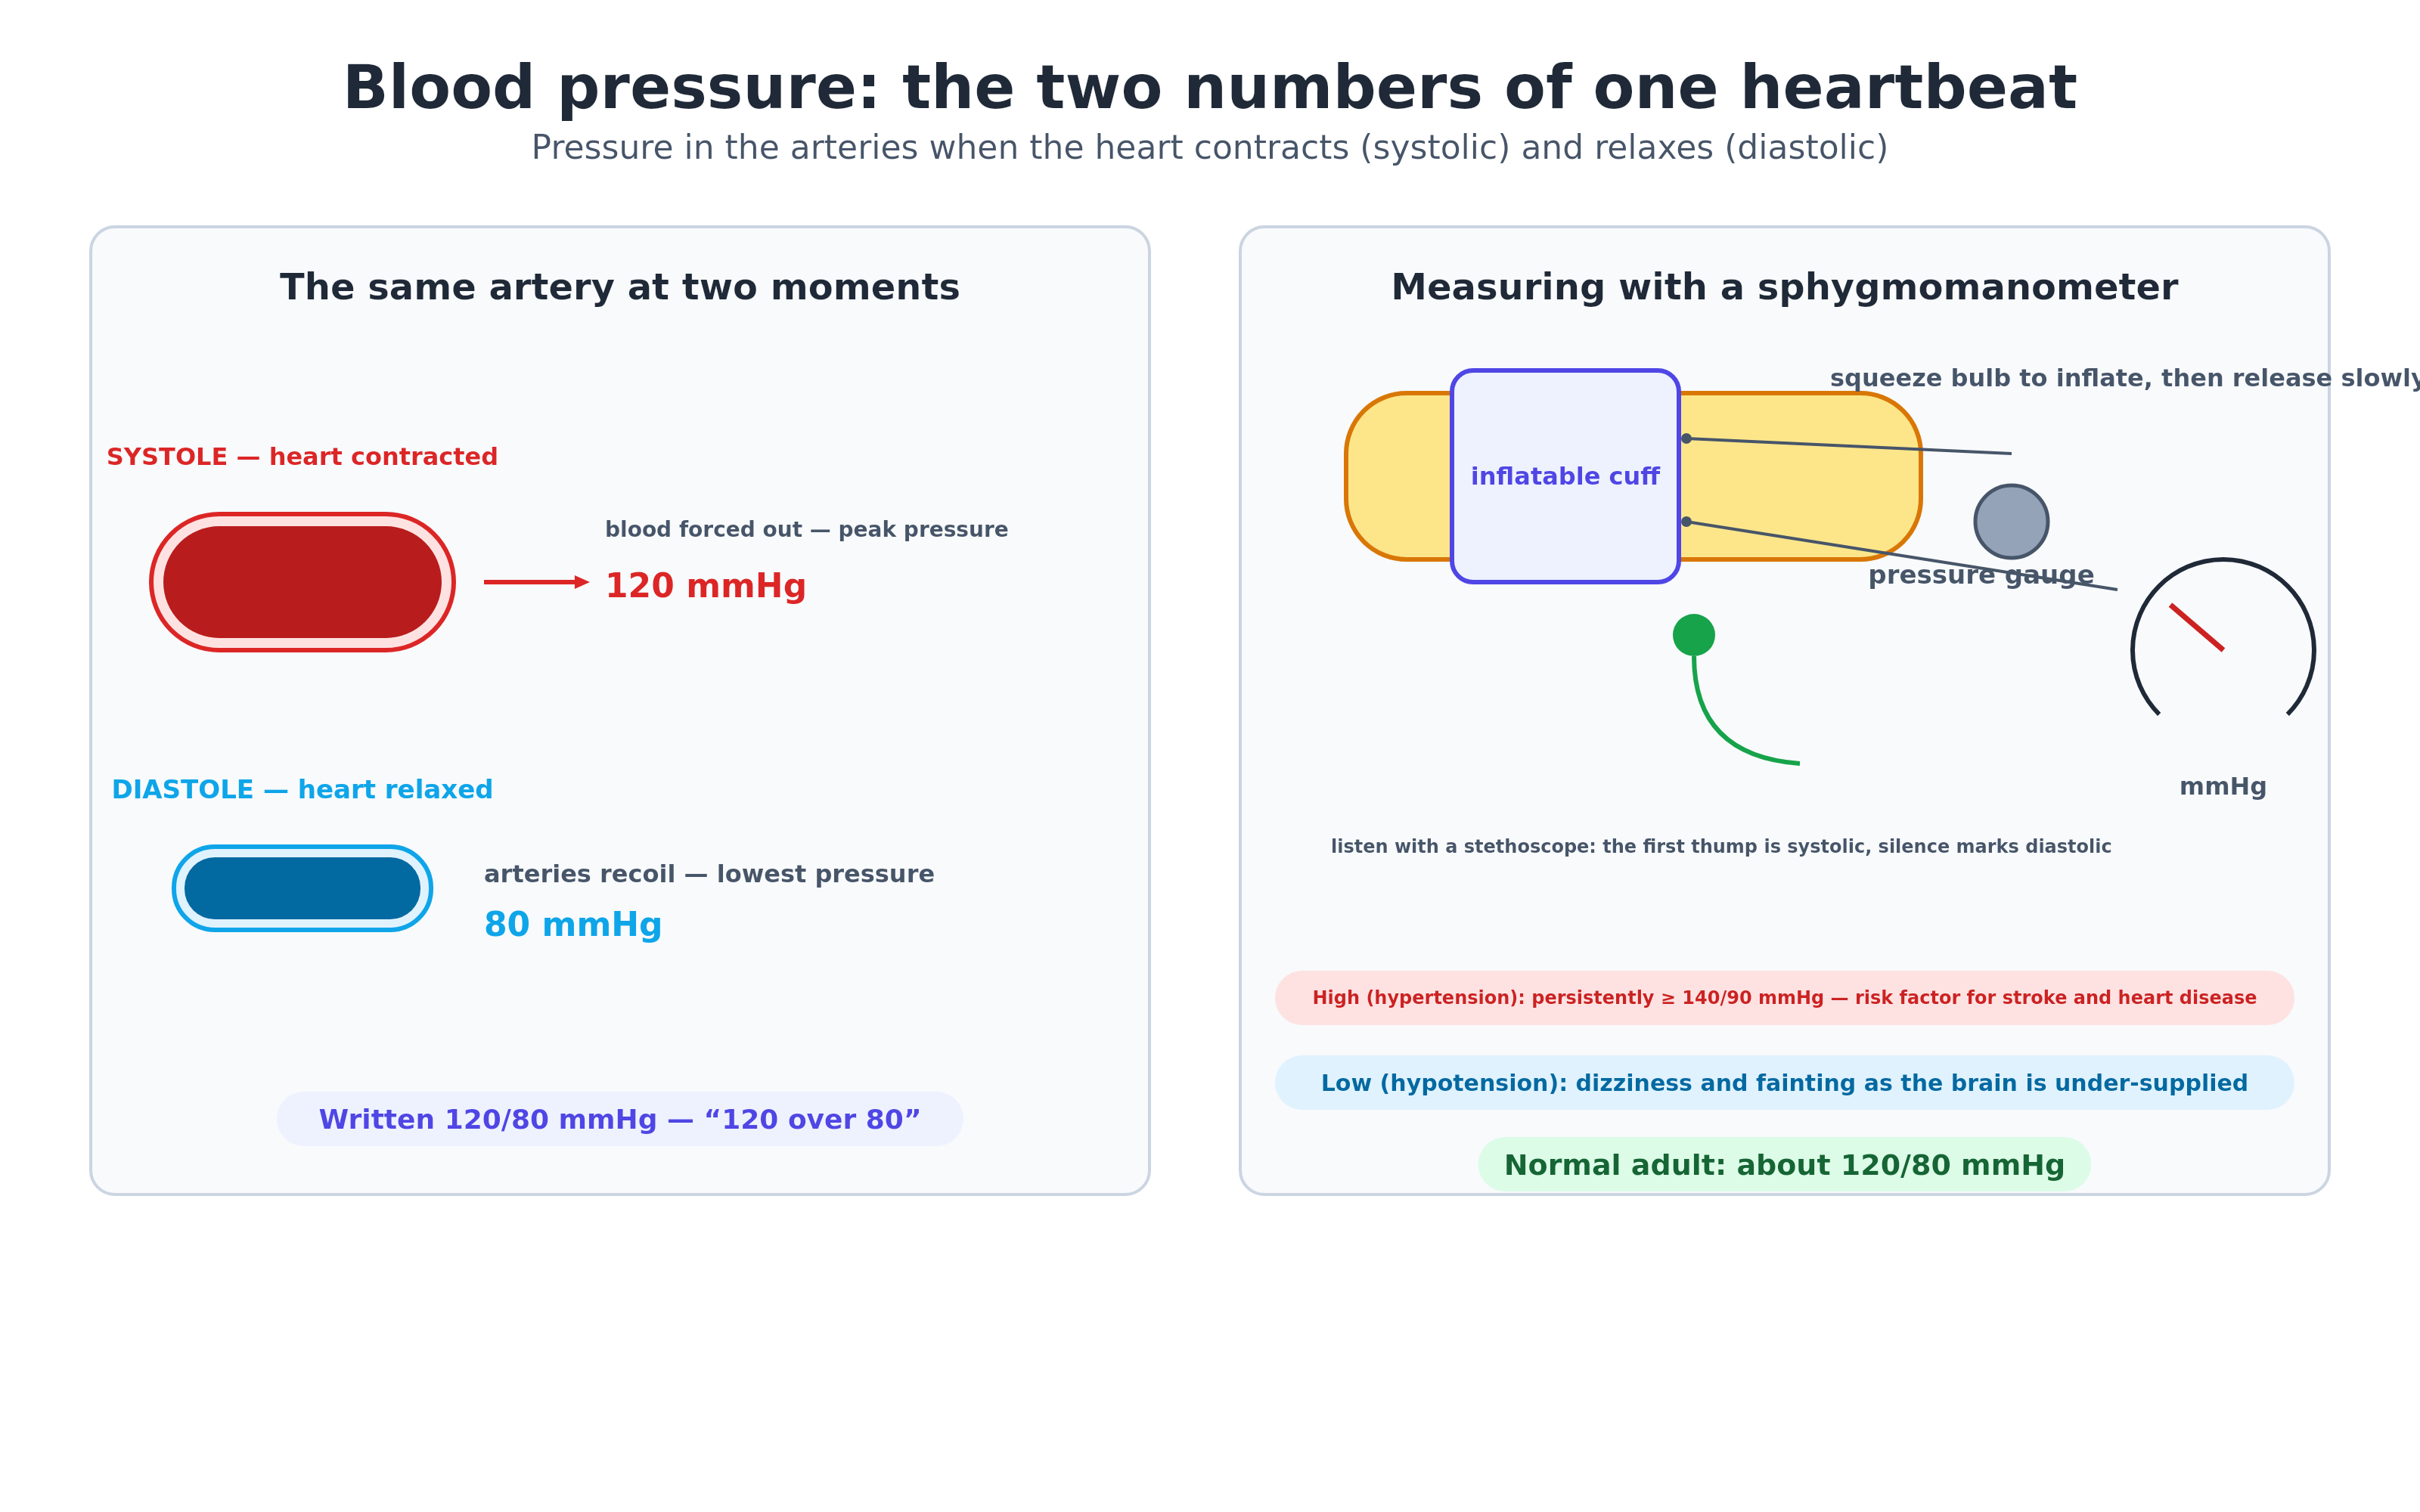 Blood pressure: the two numbers of one heartbeat
Pressure in the arteries when the heart contracts (systolic) and relaxes (diastolic)
The same artery at two moments
SYSTOLE — heart contracted
blood forced out — peak pressure
120 mmHg
DIASTOLE — heart relaxed
arteries recoil — lowest pressure
80 mmHg
Written 120/80 mmHg — “120 over 80”
Measuring with a sphygmomanometer
squeeze bulb to inflate, then release slowly
inflatable cuff
pressure gauge
mmHg
listen with a stethoscope: the first thump is systolic, silence marks diastolic
High (hypertension): persistently ≥ 140/90 mmHg — risk factor for stroke and heart disease
Low (hypotension): dizziness and fainting as the brain is under-supplied
Normal adult: about 120/80 mmHg